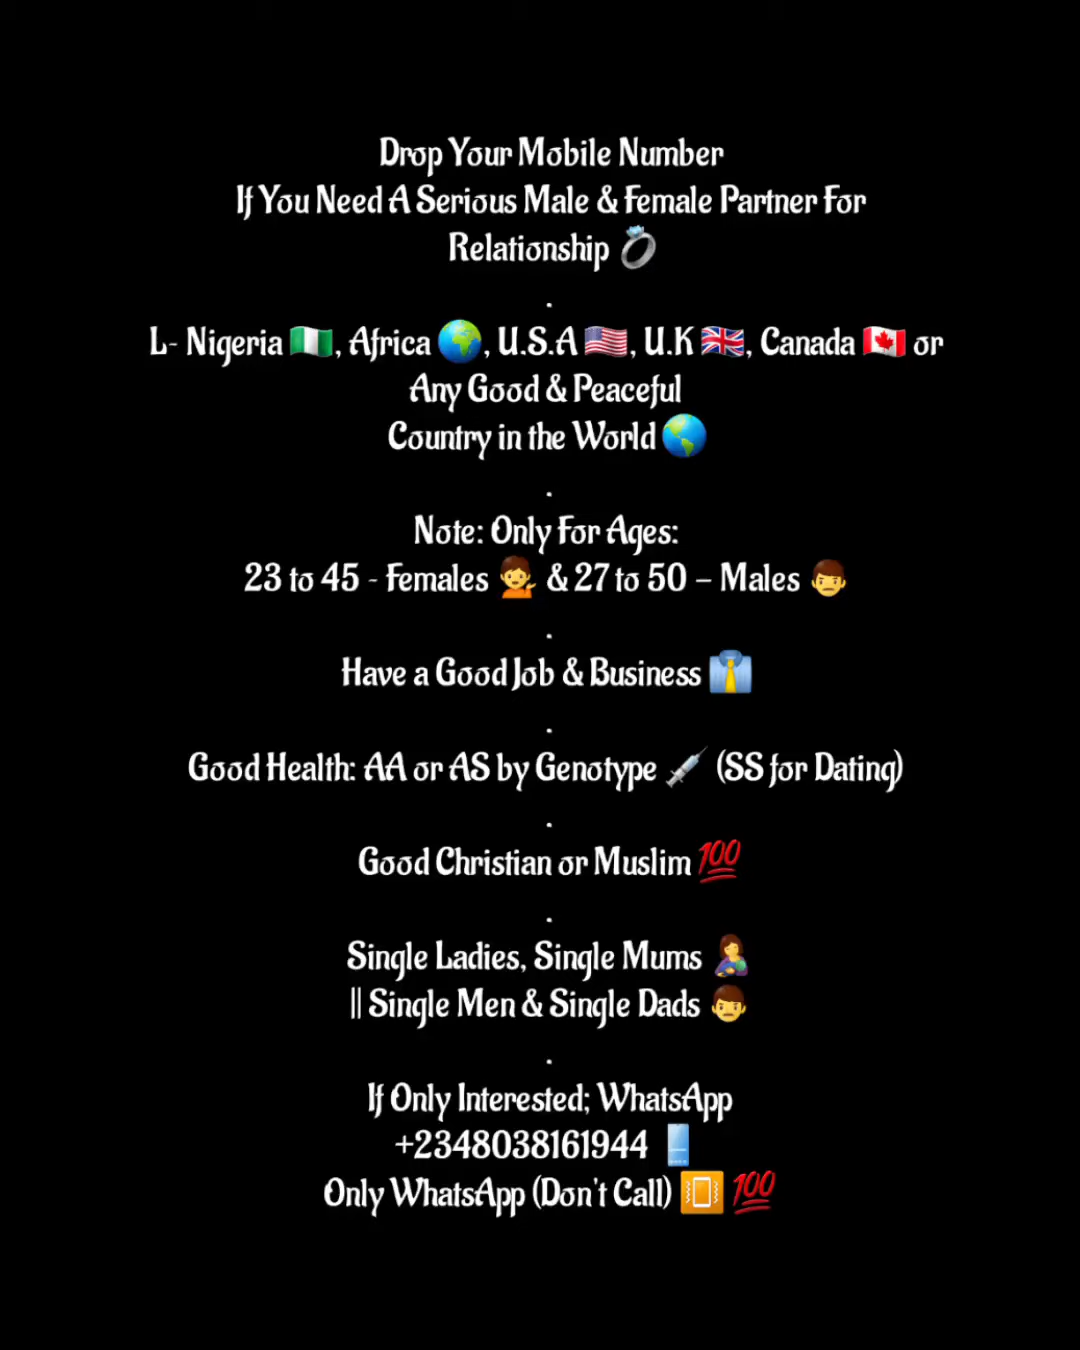 Drop Your Mobile Number
If You Need A Serious Male & Female Partner For
Relationship 💍
.
L- Nigeria 🇳🇬, Africa 🌍, U.S.A 🇺🇸, U.K 🇬🇧, Canada 🇨🇦 or
Any Good & Peaceful
Country in the World 🌎
.
Note: Only For Ages:
23 to 45 - Females 💁 & 27 to 50 – Males 👨
.
Have a Good Job & Business 👔
.
Good Health: AA or AS by Genotype 💉 (SS for Dating)
.
Good Christian or Muslim 💯
.
Single Ladies, Single Mums 🤱
|| Single Men & Single Dads 👨
.
If Only Interested; WhatsApp
+2348038161944 📱
Only WhatsApp (Don't Call) 📳 💯